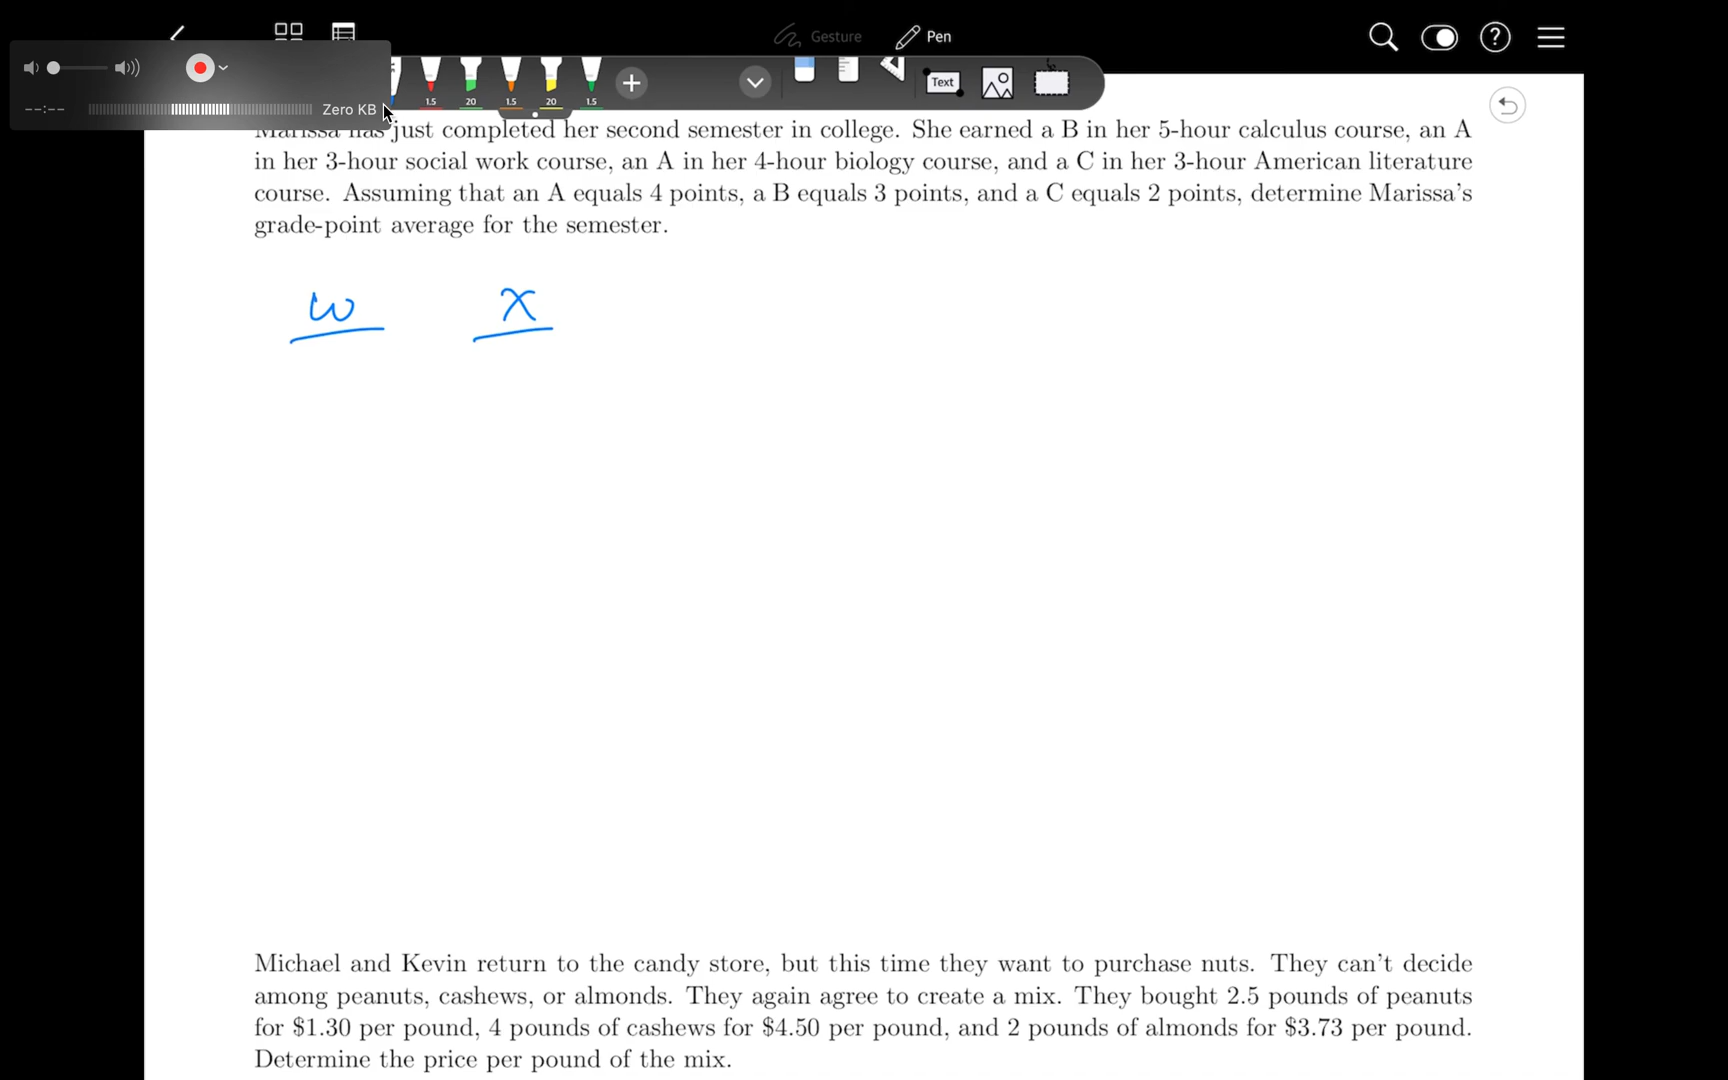 Gesture Pen
--:-- Zero KB
1.5 20 1.5 20 1.5 Text
Marissa has just completed her second semester in college. She earned a B in her 5-hour calculus course, an A
in her 3-hour social work course, an A in her 4-hour biology course, and a C in her 3-hour American literature
course. Assuming that an A equals 4 points, a B equals 3 points, and a C equals 2 points, determine Marissa's
grade-point average for the semester.
w x
Michael and Kevin return to the candy store, but this time they want to purchase nuts. They can't decide
among peanuts, cashews, or almonds. They again agree to create a mix. They bought 2.5 pounds of peanuts
for $1.30 per pound, 4 pounds of cashews for $4.50 per pound, and 2 pounds of almonds for $3.73 per pound.
Determine the price per pound of the mix.